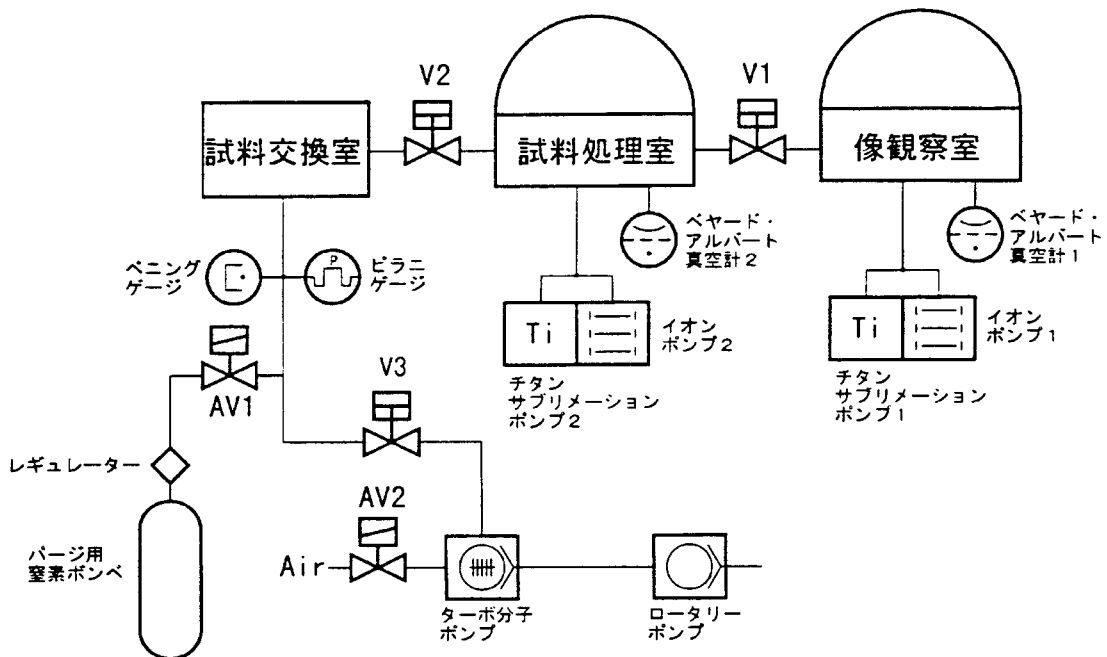 V2
V1
試料交換室
試料処理室
像観察室
ベヤード・
アルバート
真空計2
ベヤード・
アルバート
真空計1
ペニング
ゲージ
P
ピラニ
ゲージ
Ti
イオン
ポンプ2
Ti
イオン
ポンプ1
チタン
サブリメーション
ポンプ2
チタン
サブリメーション
ポンプ1
AV1
V3
レギュレーター
AV2
パージ用
窒素ボンベ
Air
ターボ分子
ポンプ
ロータリー
ポンプ